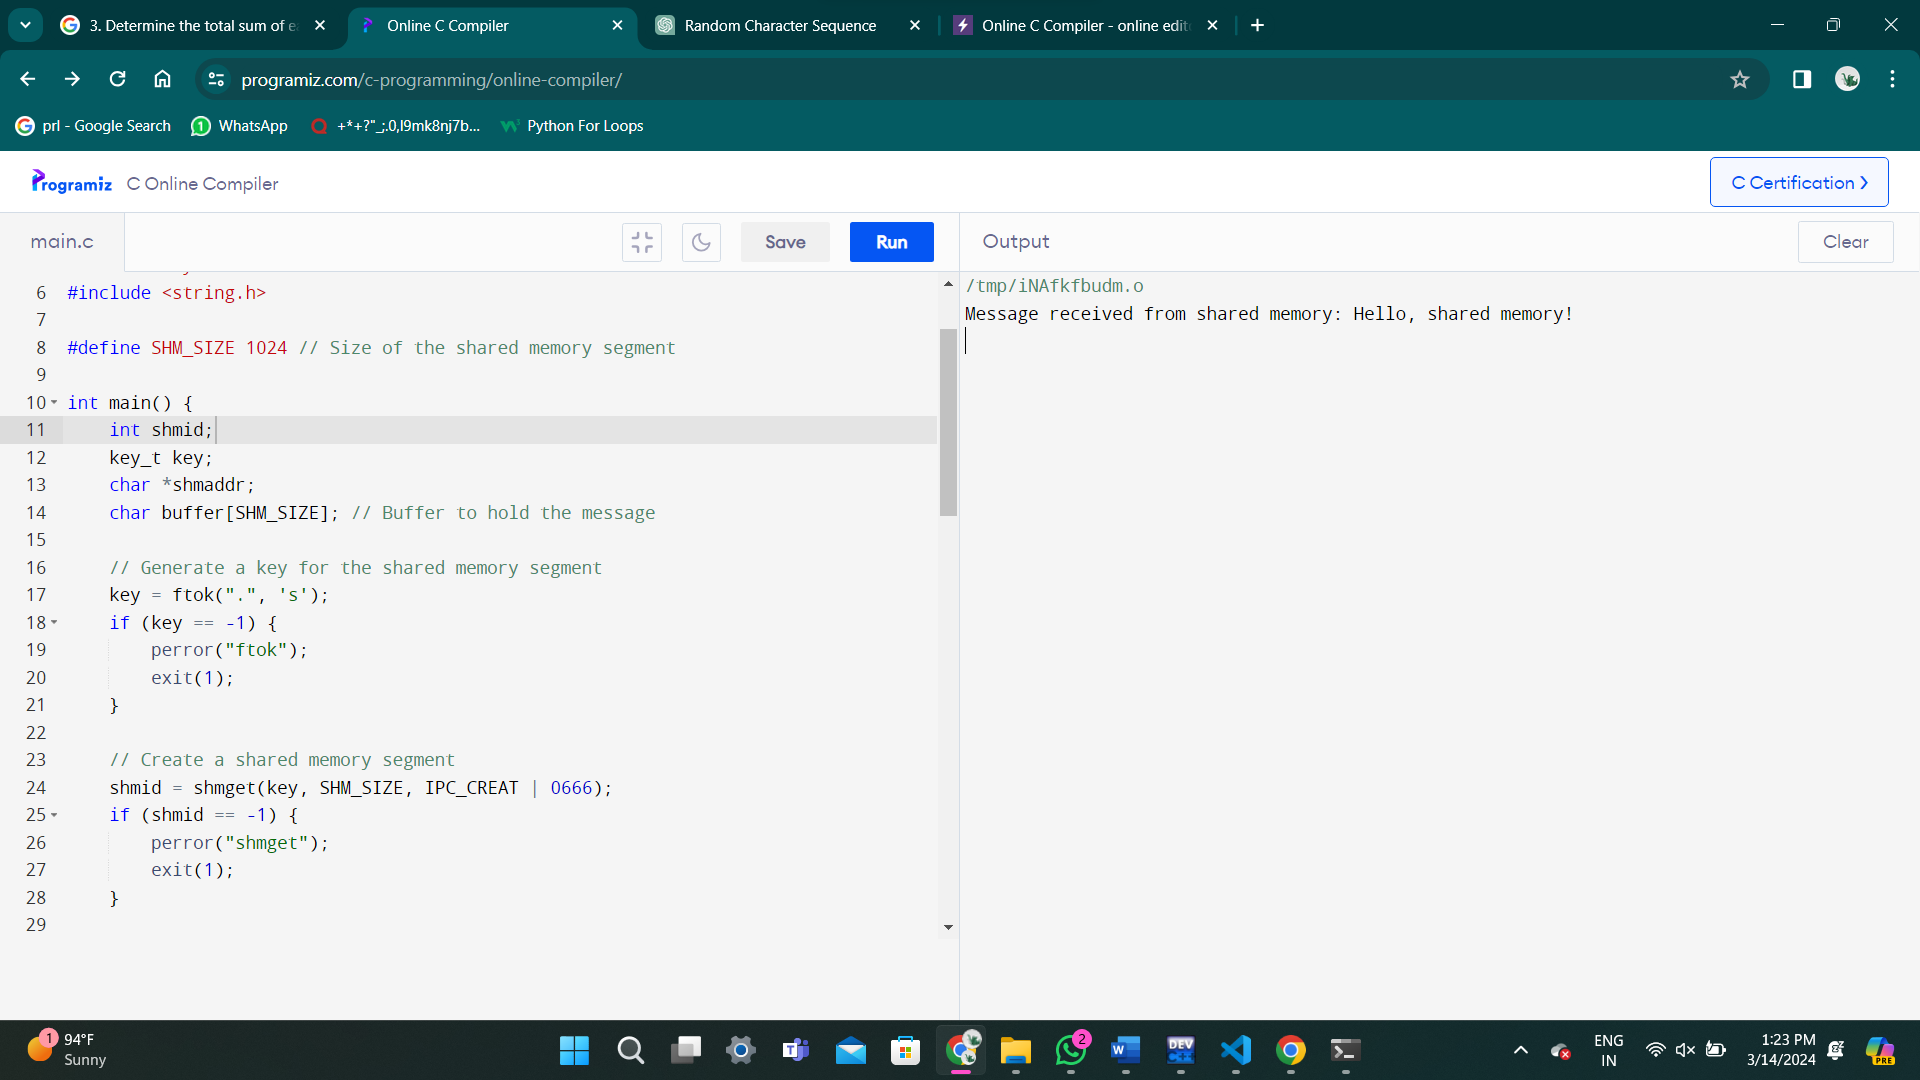 3. Determine the total sum of e
Online C Compiler
Random Character Sequence
Online C Compiler - online edit
programiz.com/c-programming/online-compiler/
prl - Google Search
WhatsApp
+*+?"_;.0,l9mk8nj7b...
Python For Loops
Programiz
C Online Compiler
C Certification
main.c
Save
Run
Output
Clear
6 #include <string.h>
7
8 #define SHM_SIZE 1024 // Size of the shared memory segment
9
10 int main() {
11 int shmid;
12 key_t key;
13 char *shmaddr;
14 char buffer[SHM_SIZE]; // Buffer to hold the message
15
16 // Generate a key for the shared memory segment
17 key = ftok(".", 's');
18 if (key == -1) {
19 perror("ftok");
20 exit(1);
21 }
22
23 // Create a shared memory segment
24 shmid = shmget(key, SHM_SIZE, IPC_CREAT | 0666);
25 if (shmid == -1) {
26 perror("shmget");
27 exit(1);
28 }
29
/tmp/iNAfkfbudm.o
Message received from shared memory: Hello, shared memory!
1
94°F
Sunny
2
DEV
C++
ENG
IN
1:23 PM
3/14/2024
PRE